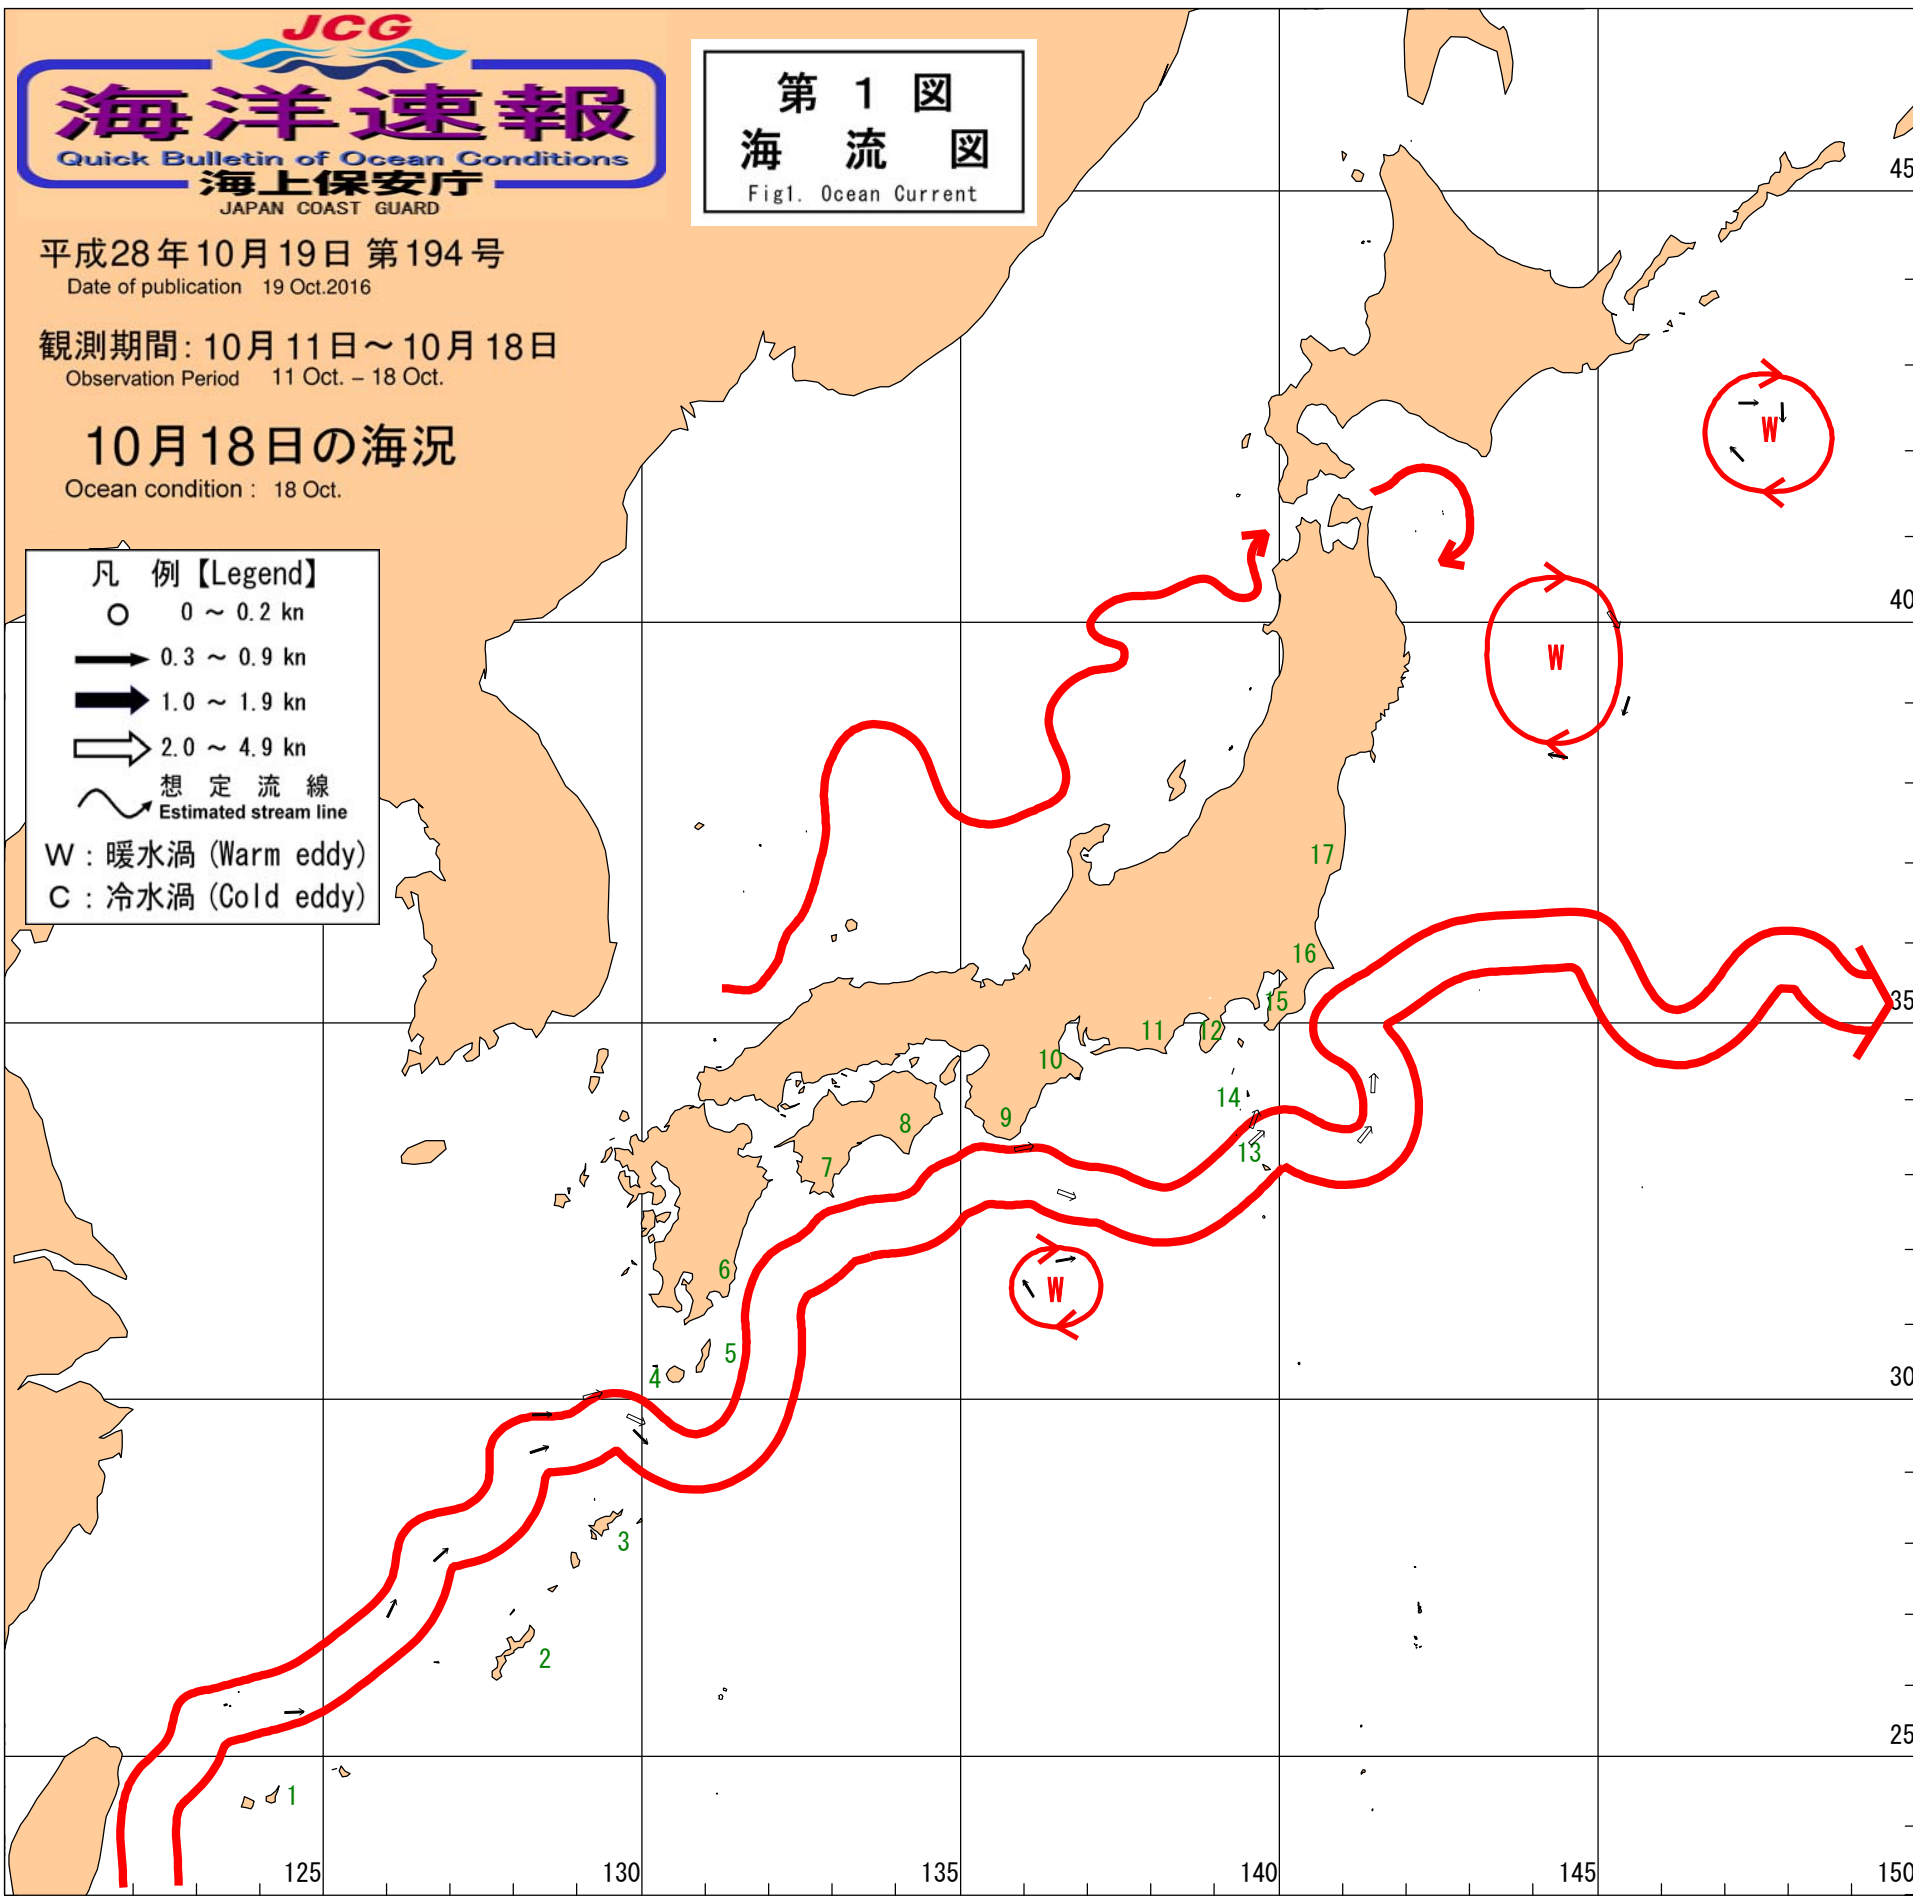 JCG
海洋速報
Quick Bulletin of Ocean Conditions
海上保安庁
JAPAN COAST GUARD
第 1 図
海 流 図
Fig1. Ocean Current
平成28年10月19日 第194号
Date of publication 19 Oct.2016
観測期間: 10月11日～10月18日
Observation Period 11 Oct. – 18 Oct.
10月18日の海況
Ocean condition : 18 Oct.
凡 例【Legend】
0 ～ 0.2 kn
0.3 ～ 0.9 kn
1.0 ～ 1.9 kn
2.0 ～ 4.9 kn
想 定 流 線
Estimated stream line
W : 暖水渦 (Warm eddy)
C : 冷水渦 (Cold eddy)
45
W
40
W
17
16
35
15
12
11
10
14
9
8
13
7
6
W
5
4
30
3
2
25
1
125
130
135
140
145
150